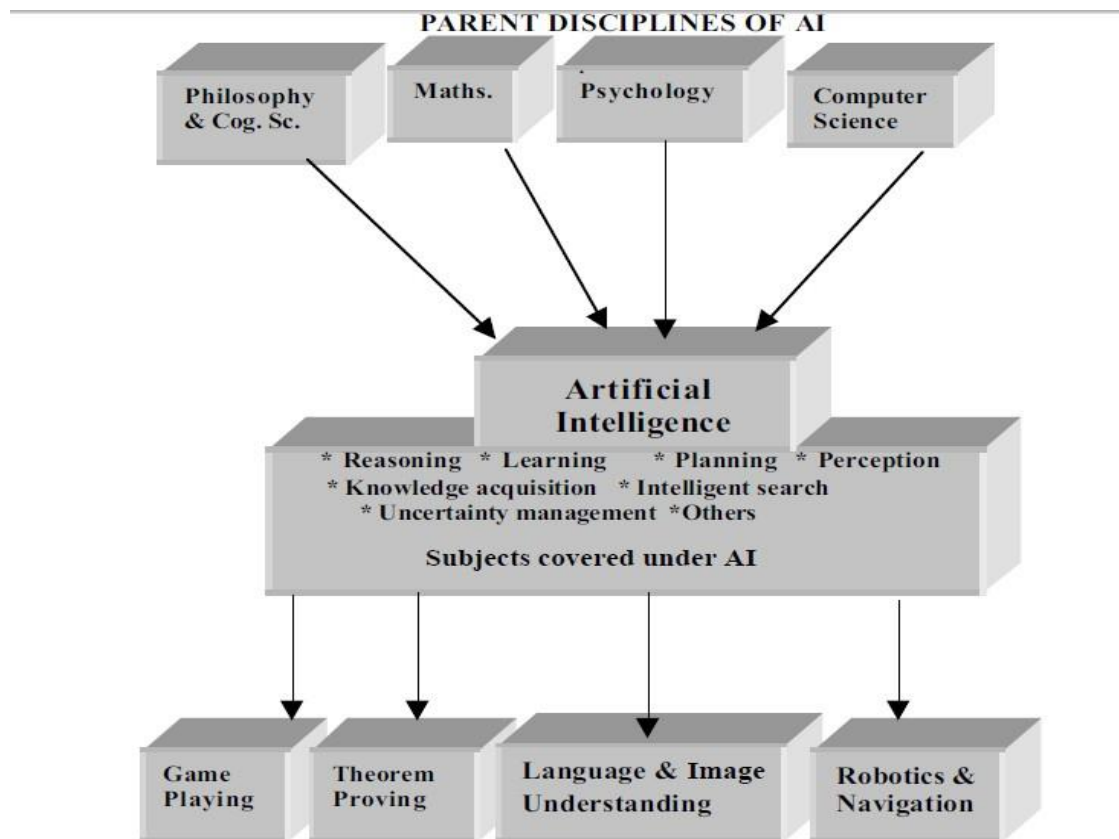 PARENT DISCIPLINES OF AI
Philosophy
& Cog. Sc.
Maths.
Psychology
Computer
Science
Artificial
Intelligence
* Reasoning * Learning * Planning * Perception
* Knowledge acquisition * Intelligent search
* Uncertainty management *Others
Subjects covered under AI
Game
Playing
Theorem
Proving
Language & Image
Understanding
Robotics &
Navigation